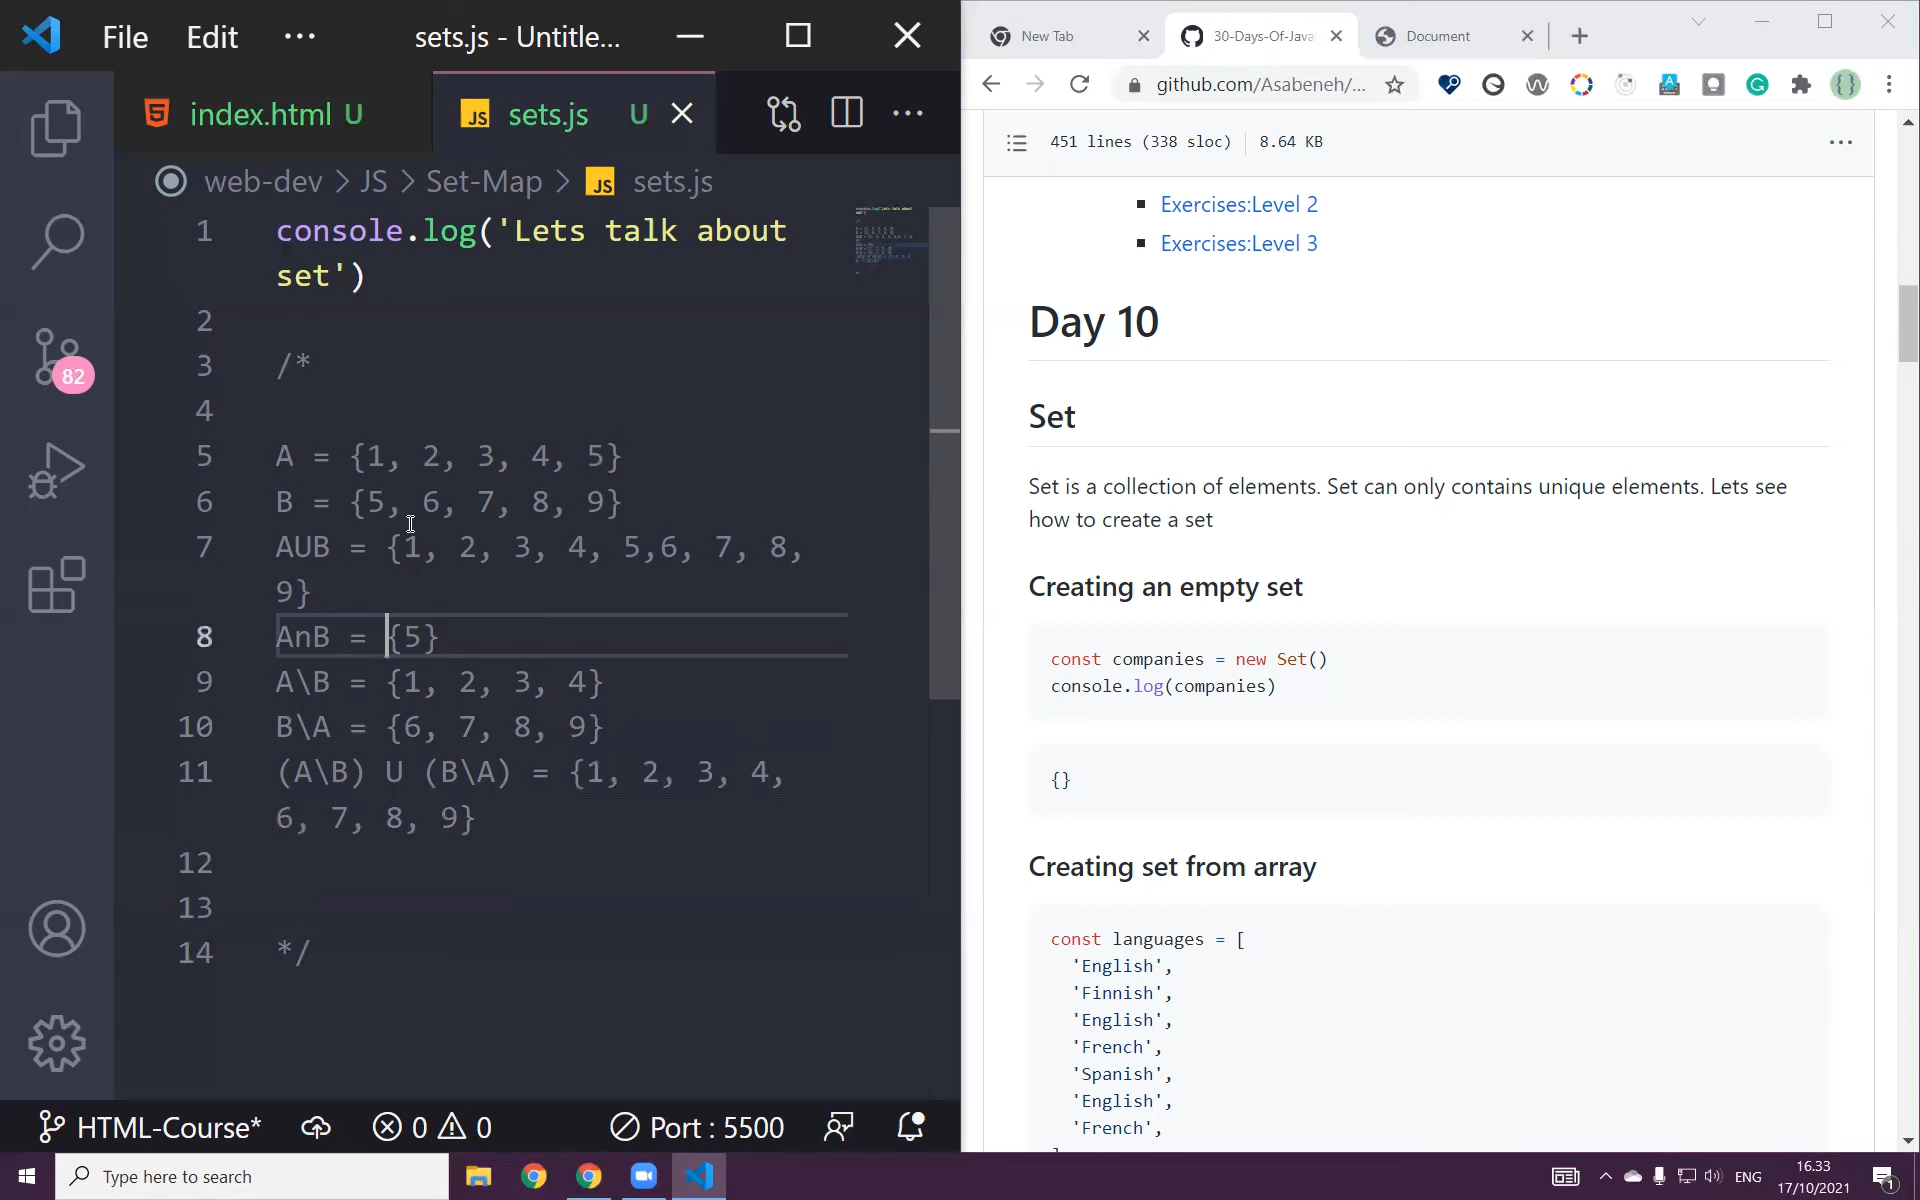 File Edit ··· sets.js - Untitle...
index.html U
JS sets.js U
web-dev > JS > Set-Map > JS sets.js
1 console.log('Lets talk about
set')
2
3 /*
4
5 A = {1, 2, 3, 4, 5}
6 B = {5, 6, 7, 8, 9}
7 AUB = {1, 2, 3, 4, 5,6, 7, 8,
9}
8 AnB = {5}
9 A\B = {1, 2, 3, 4}
10 B\A = {6, 7, 8, 9}
11 (A\B) U (B\A) = {1, 2, 3, 4,
6, 7, 8, 9}
12
13
14 */
82
HTML-Course* 0 0 Port : 5500
New Tab
30-Days-Of-Java
Document
github.com/Asabeneh/...
451 lines (338 sloc) 8.64 KB
Exercises:Level 2
Exercises:Level 3
Day 10
Set
Set is a collection of elements. Set can only contains unique elements. Lets see
how to create a set
Creating an empty set
const companies = new Set()
console.log(companies)
{}
Creating set from array
const languages = [
'English',
'Finnish',
'English',
'French',
'Spanish',
'English',
'French',
Type here to search
ENG
16.33
17/10/2021
1